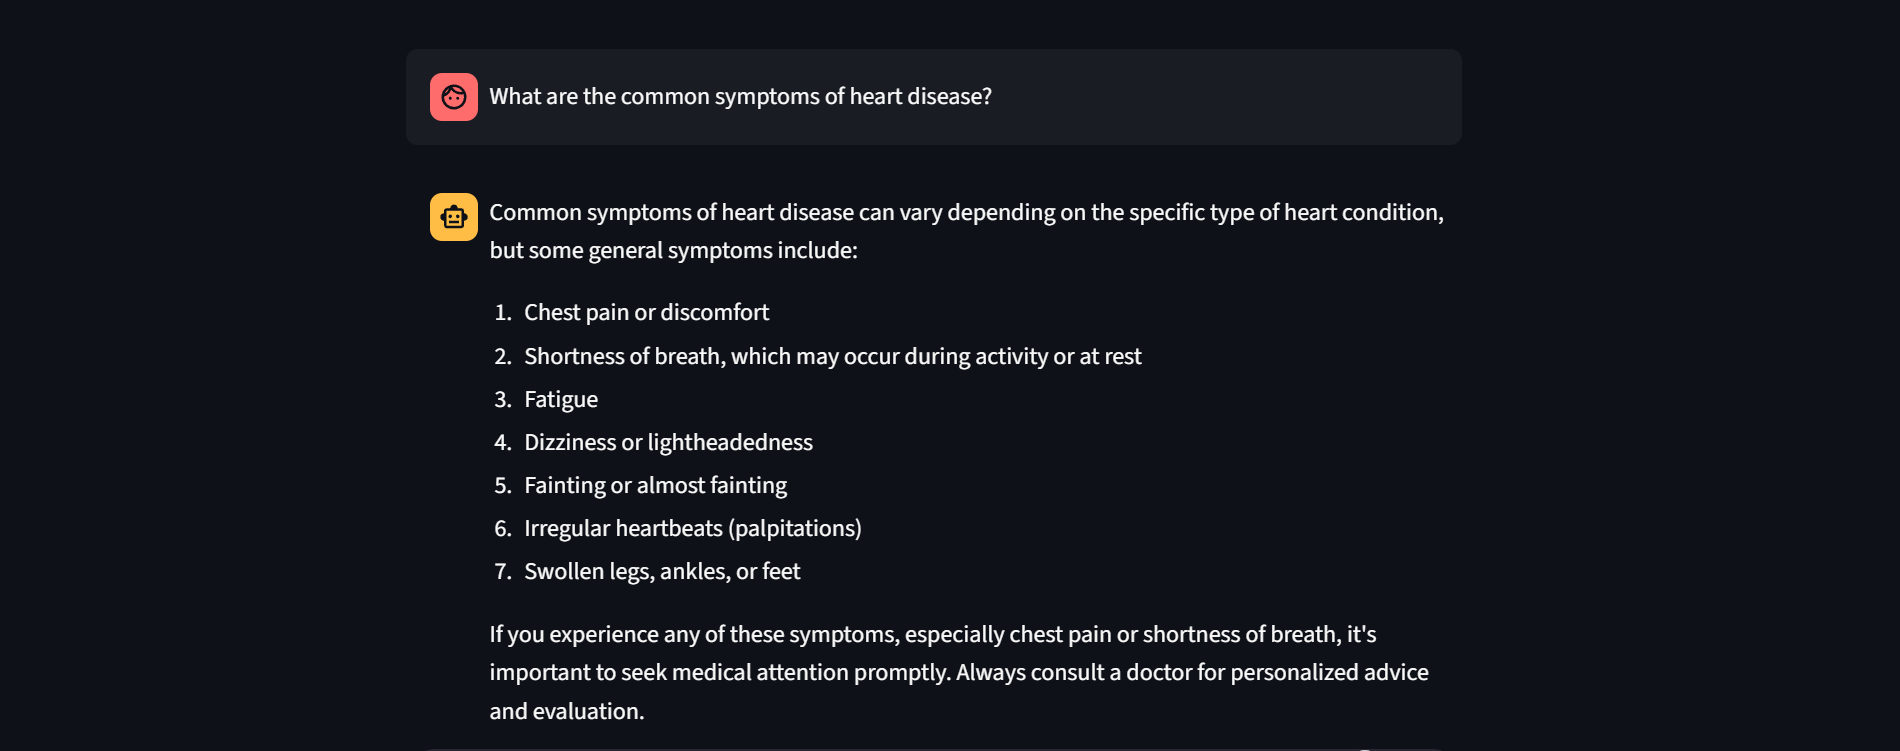 What are the common symptoms of heart disease?
Common symptoms of heart disease can vary depending on the specific type of heart condition,
but some general symptoms include:
1. Chest pain or discomfort
2. Shortness of breath, which may occur during activity or at rest
3. Fatigue
4. Dizziness or lightheadedness
5. Fainting or almost fainting
6. Irregular heartbeats (palpitations)
7. Swollen legs, ankles, or feet
If you experience any of these symptoms, especially chest pain or shortness of breath, it's
important to seek medical attention promptly. Always consult a doctor for personalized advice
and evaluation.